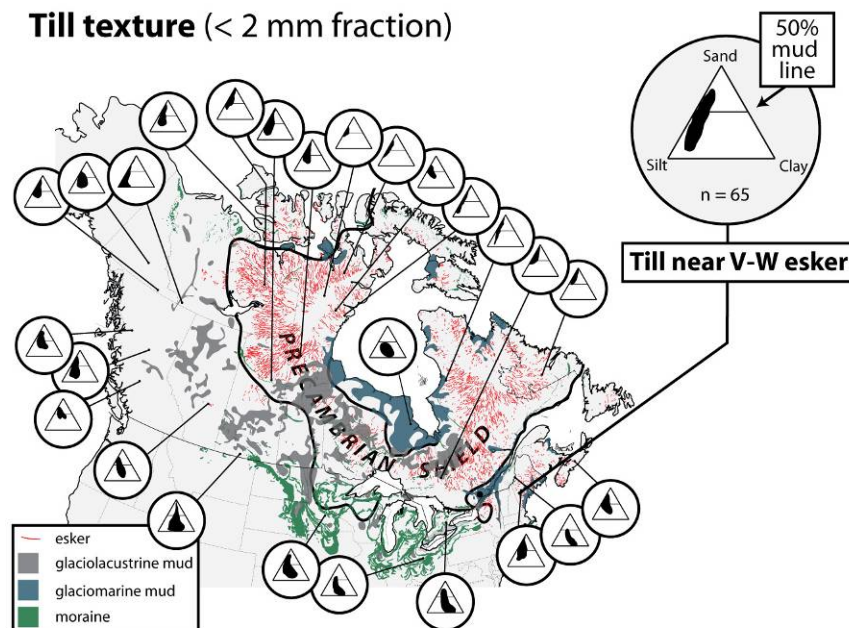 Till texture (< 2 mm fraction)
50%
mud
line
Sand
Silt
Clay
n = 65
Till near V-W esker
PRECAMBRIAN SHIELD
esker
glaciolacustrine mud
glaciomarine mud
moraine